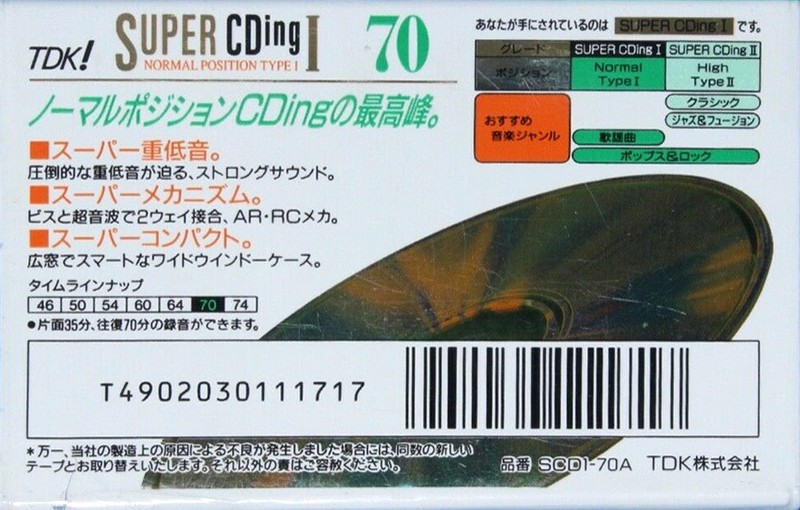 TDK! SUPER CDing I 70
NORMAL POSITION TYPE I
ノーマルポジションCDingの最高峰。
■スーパー重低音。
圧倒的な重低音が迫る、ストロングサウンド。
■スーパーメカニズム。
ビスと超音波で2ウェイ接合、AR・RCメカ。
■スーパーコンパクト。
広窓でスマートなワイドウインドーケース。
タイムラインナップ
46 50 54 60 64 70 74
●片面35分、往復70分の録音ができます。
あなたが手にされているのは SUPER CDing I です。
グレード SUPER CDing I SUPER CDing II
ポジション Normal Type I High Type II
おすすめ音楽ジャンル
クラシック
ジャズ&フュージョン
歌謡曲
ポップス&ロック
T4902030111717
*万一、当社の製造上の原因による不良が発生しました場合には、同数の新しい
テープとお取り替えいたします。それ以外の責はご容赦ください。
品番 SCDI-70A TDK株式会社